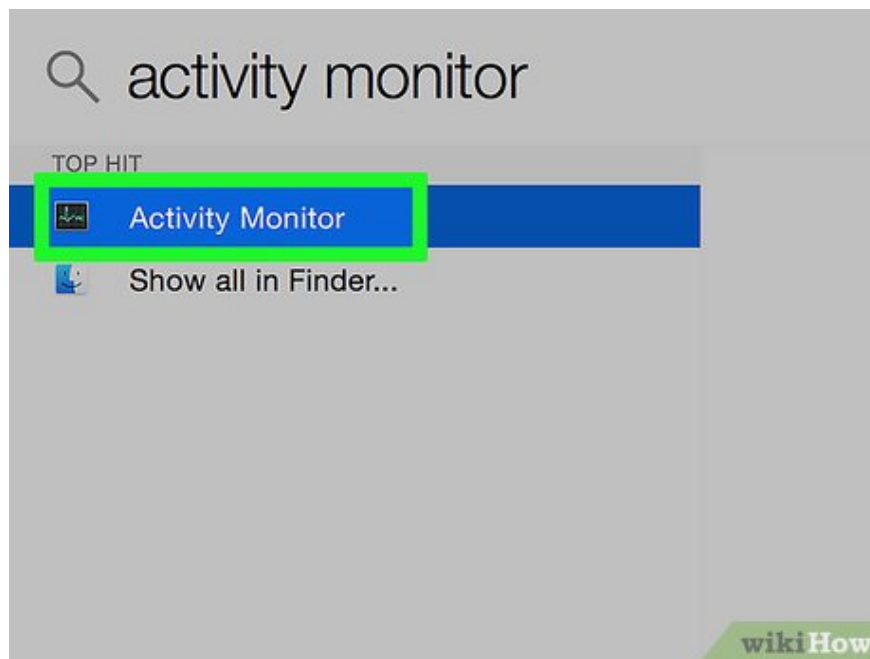 activity monitor
TOP HIT
Activity Monitor
Show all in Finder...
wikiHow